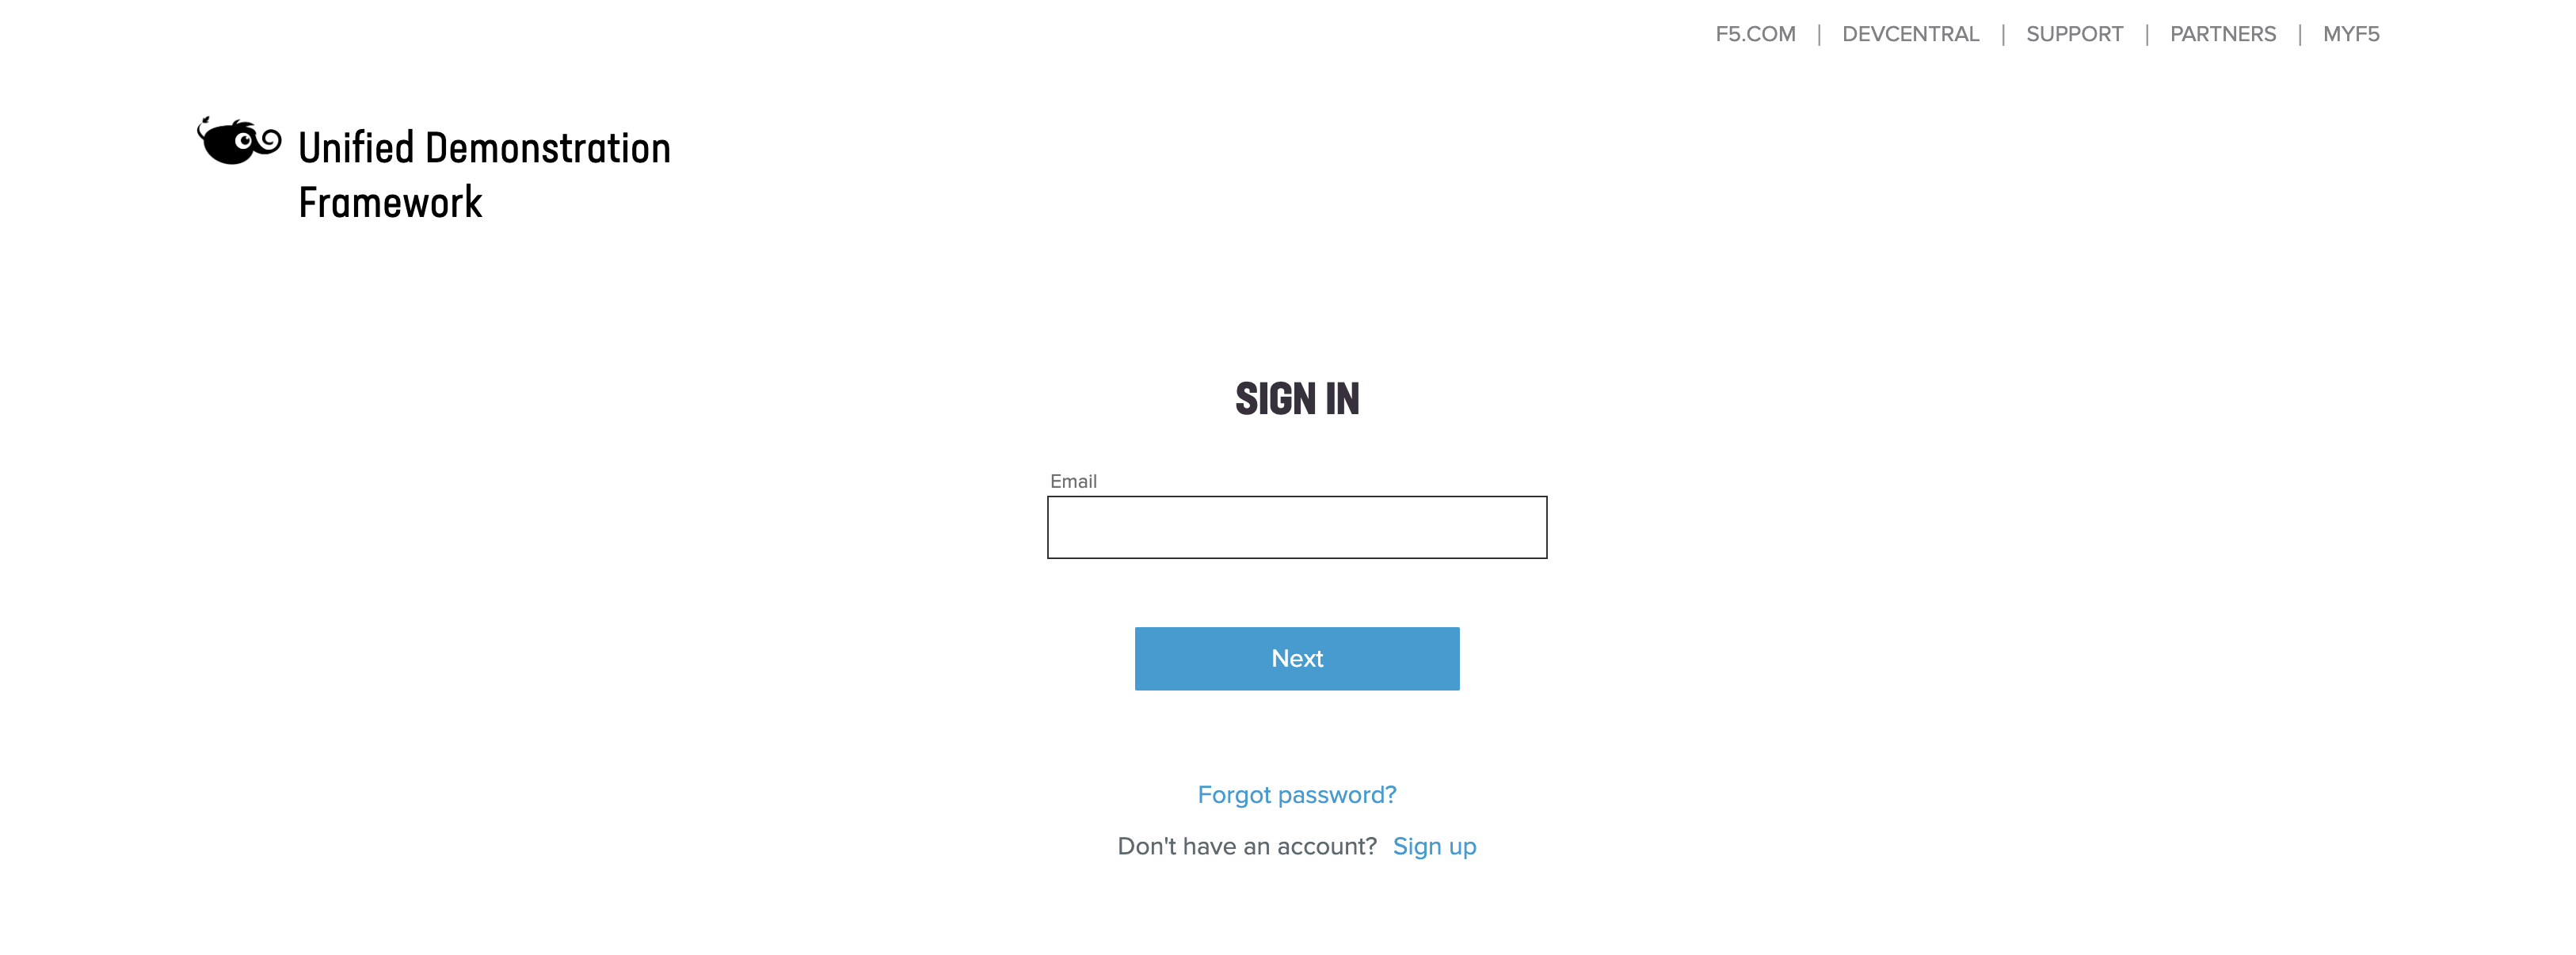 F5.COM | DEVCENTRAL | SUPPORT | PARTNERS | MYF5
Unified Demonstration
Framework
SIGN IN
Email
Next
Forgot password?
Don't have an account? Sign up